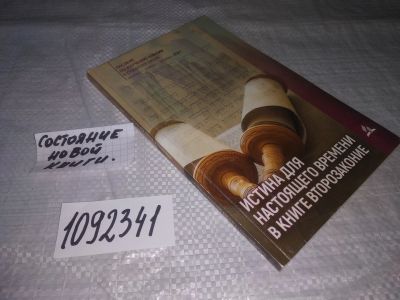 ИСТИНА ДЛЯ
НАСТОЯЩЕГО ВРЕМЕНИ
В КНИГЕ ВТОРОЗАКОНИЕ
СОСТОЯНИЕ
НОВОЙ
КНИГИ.
1092341